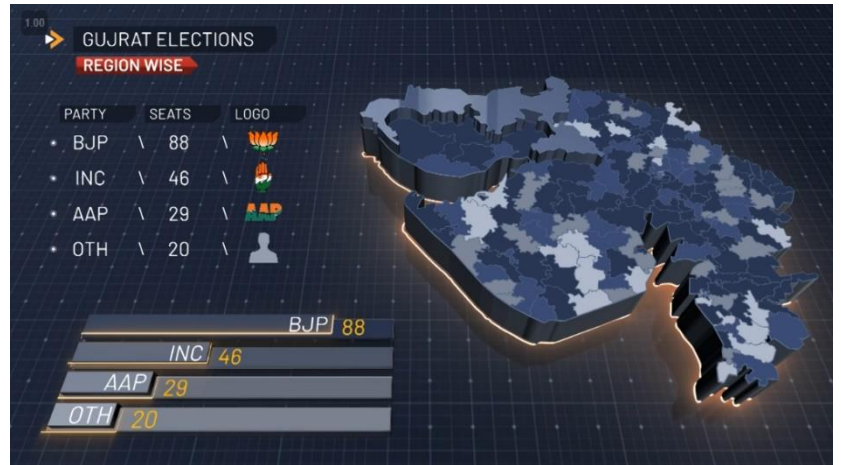 1.00
GUJRAT ELECTIONS
REGION WISE
PARTY SEATS LOGO
BJP \ 88 \
INC \ 46 \
AAP \ 29 \ AAP
OTH \ 20 \
BJP 88
INC 46
AAP 29
OTH 20